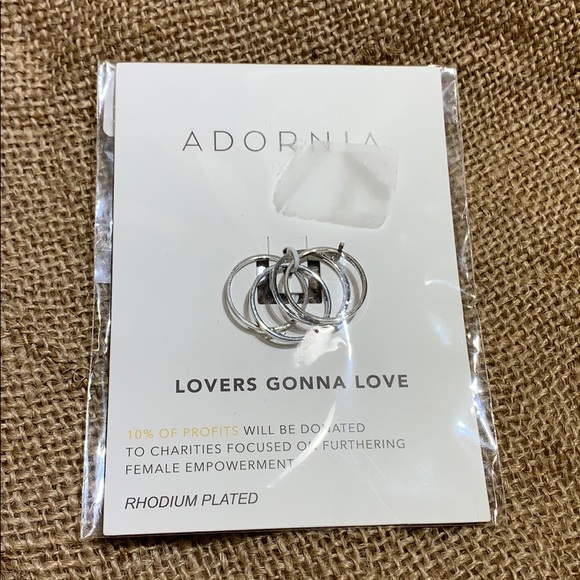 ADORNIA
LOVERS GONNA LOVE
10% OF PROFITS WILL BE DONATED
TO CHARITIES FOCUSED ON FURTHERING
FEMALE EMPOWERMENT
RHODIUM PLATED